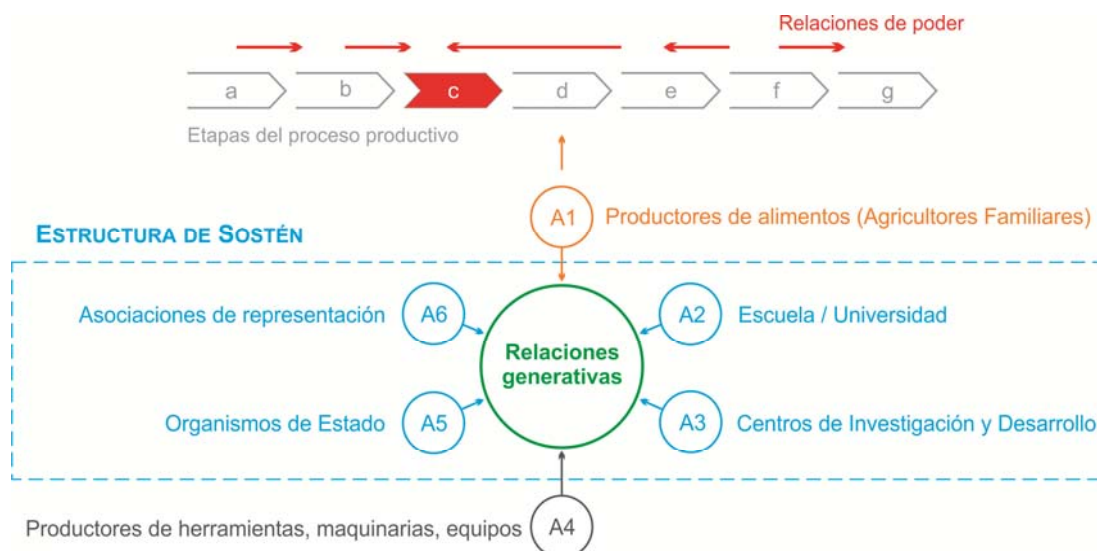 Relaciones de poder
a
b
c
d
e
f
g
Etapas del proceso productivo
A1
Productores de alimentos (Agricultores Familiares)
ESTRUCTURA DE SOSTÉN
Asociaciones de representación
A6
A2
Escuela / Universidad
Relaciones
generativas
Organismos de Estado
A5
A3
Centros de Investigación y Desarrollo
Productores de herramientas, maquinarias, equipos
A4